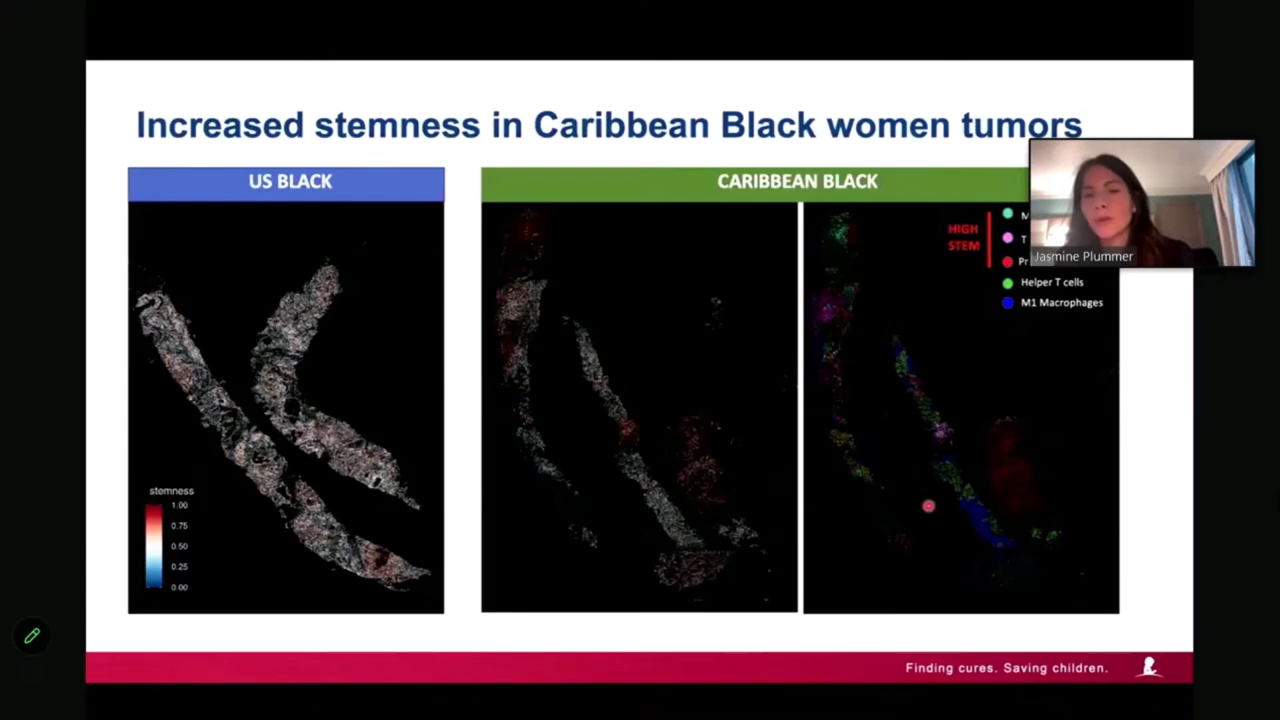 Increased stemness in Caribbean Black women tumors
US BLACK
CARIBBEAN BLACK
HIGH
STEM
M
T
Pr
Jasmine Plummer
Helper T cells
M1 Macrophages
stemness
1.00
0.75
0.50
0.25
0.00
Finding cures. Saving children.